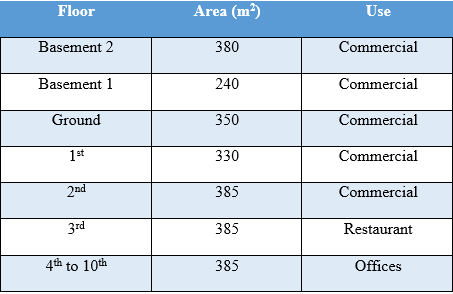 Floor Area (m²) Use
Basement 2 380 Commercial
Basement 1 240 Commercial
Ground 350 Commercial
1st 330 Commercial
2nd 385 Commercial
3rd 385 Restaurant
4th to 10th 385 Offices